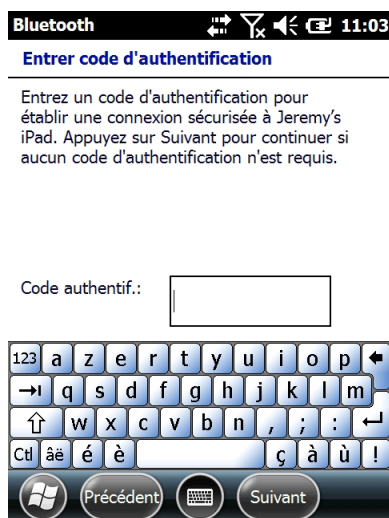 Bluetooth 11:03
Entrer code d'authentification
Entrez un code d'authentification pour
établir une connexion sécurisée à Jeremy’s
iPad. Appuyez sur Suivant pour continuer si
aucun code d'authentification n'est requis.
Code authentif.:
123 a z e r t y u i o p
q s d f g h j k l m
w x c v b n , ; :
Ctl âë é è ç à ù !
Précédent Suivant